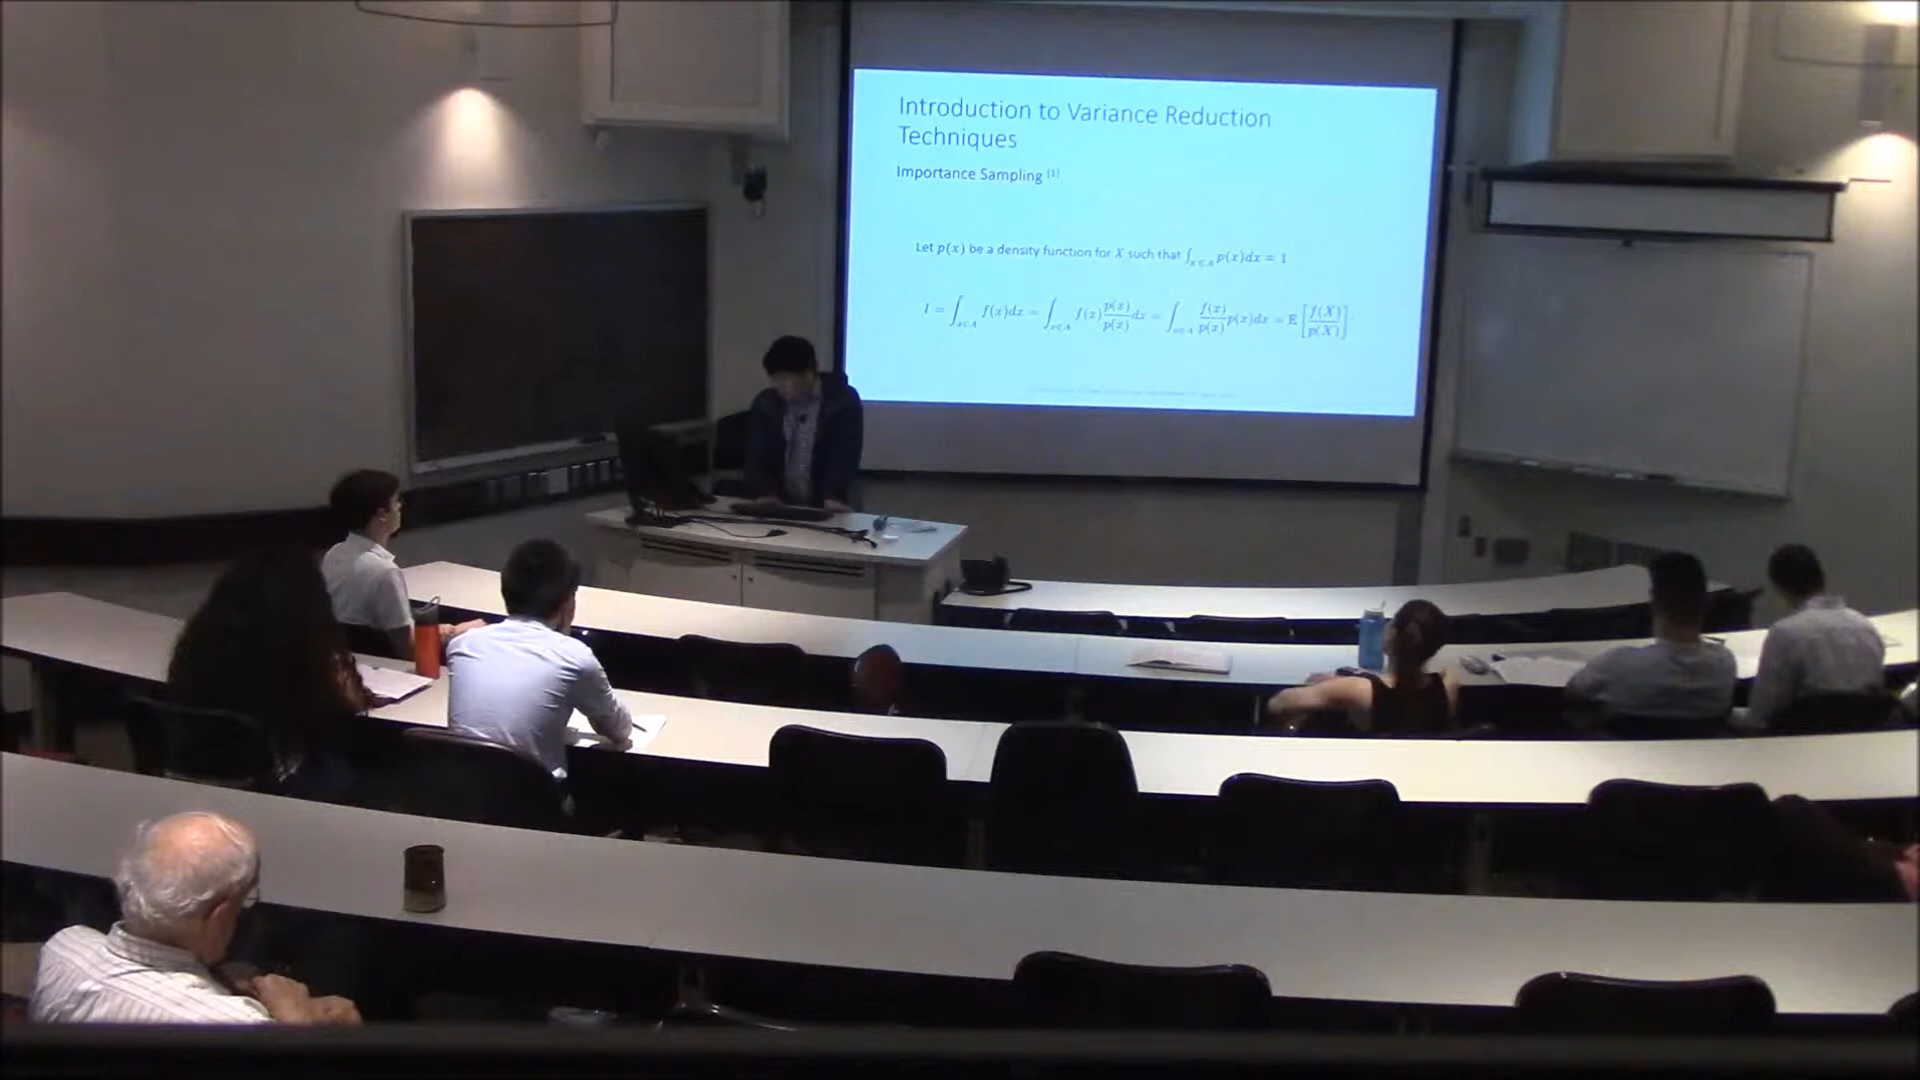 Introduction to Variance Reduction
Techniques
Importance Sampling [1]
Let p(x) be a density function for X such that ∫_{x∈A} p(x)dx = 1
I = ∫_{x∈A} f(x)dx = ∫_{x∈A} f(x) p(x)/p(x) dx = ∫_{x∈A} f(x)/p(x) p(x)dx = 𝔼[f(X)/p(X)]